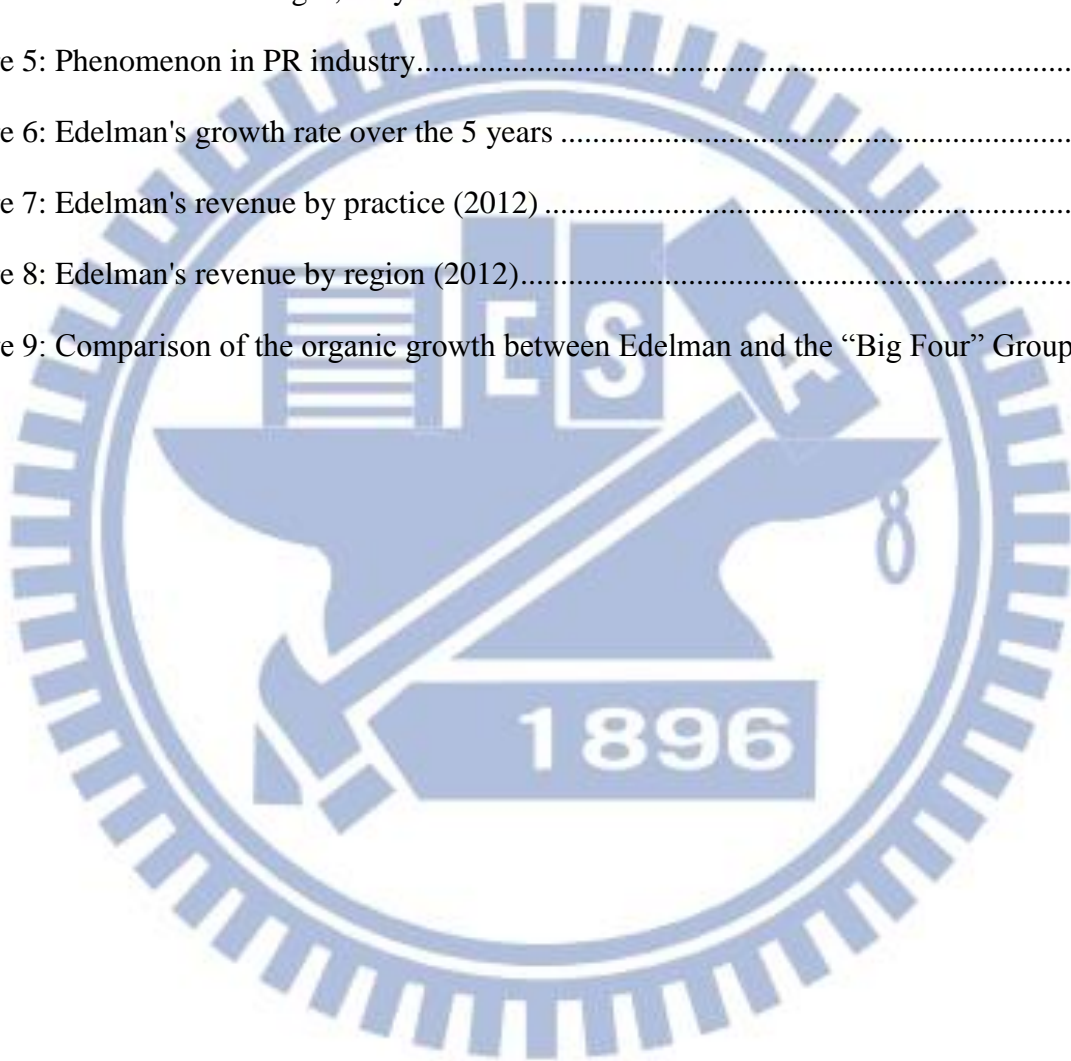 e 5: Phenomenon in PR industry
e 6: Edelman's growth rate over the 5 years
e 7: Edelman's revenue by practice (2012)
e 8: Edelman's revenue by region (2012)
e 9: Comparison of the organic growth between Edelman and the “Big Four” Group
E S A
8
1896